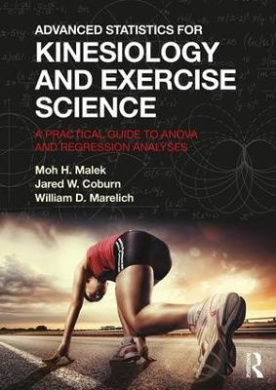 ADVANCED STATISTICS FOR
KINESIOLOGY
AND EXERCISE
SCIENCE
A PRACTICAL GUIDE TO ANOVA
AND REGRESSION ANALYSES
Moh H. Malek
Jared W. Coburn
William D. Marelich
R